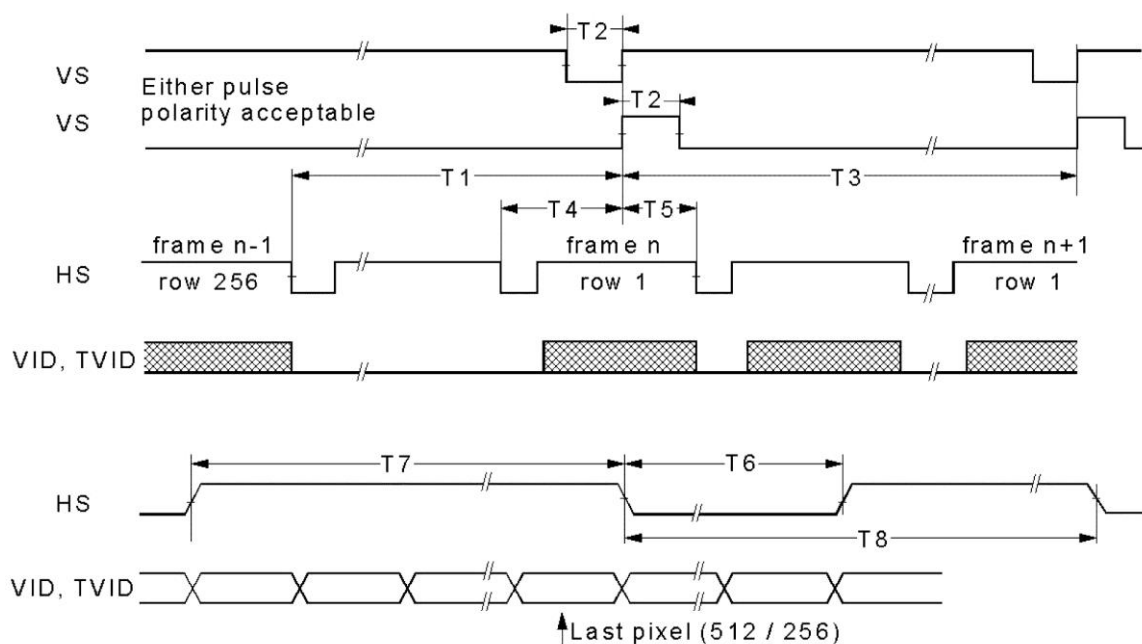 T2
VS
Either pulse
polarity acceptable
T2
VS
T1
T3
T4
T5
frame n-1
frame n
frame n+1
HS
row 256
row 1
row 1
VID, TVID
T7
T6
HS
T8
VID, TVID
Last pixel (512 / 256)